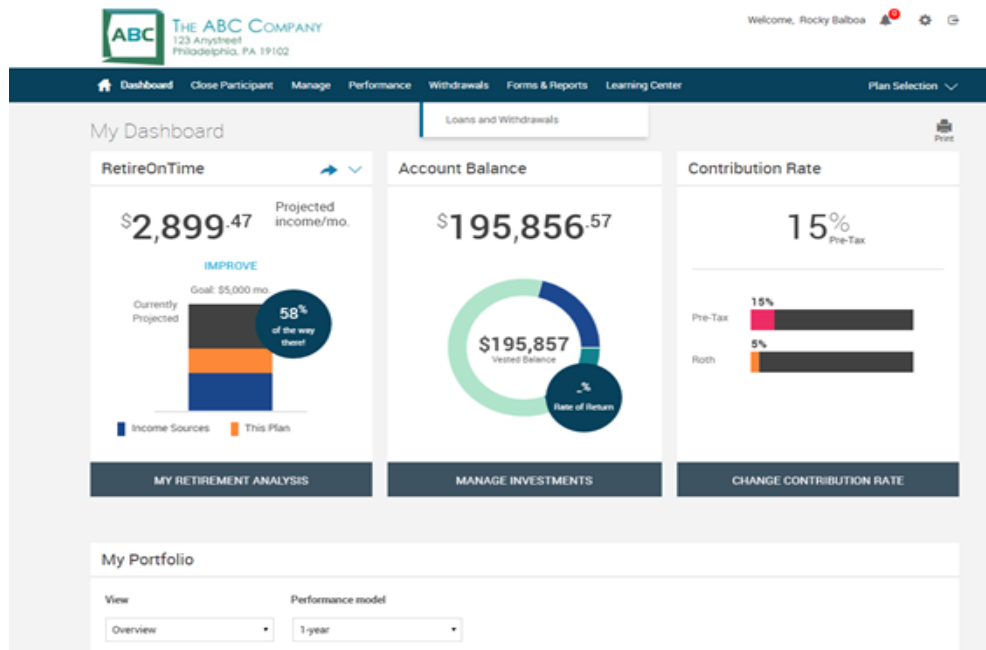 ABC
THE ABC COMPANY
123 Anystreet
Philadelphia, PA 19102
Welcome, Rocky Balboa
0
Dashboard Close Participant Manage Performance Withdrawals Forms & Reports Learning Center Plan Selection
Loans and Withdrawals
My Dashboard
Print
RetireOnTime
$2,899.47
Projected
income/mo.
IMPROVE
Goal: $5,000 mo.
Currently
Projected
58%
of the way
there!
Income Sources This Plan
MY RETIREMENT ANALYSIS
Account Balance
$195,856.57
$195,857
Vested Balance
_%
Rate of Return
MANAGE INVESTMENTS
Contribution Rate
15%
Pre-Tax
15%
Pre-Tax
5%
Roth
CHANGE CONTRIBUTION RATE
My Portfolio
View Performance model
Overview 1-year